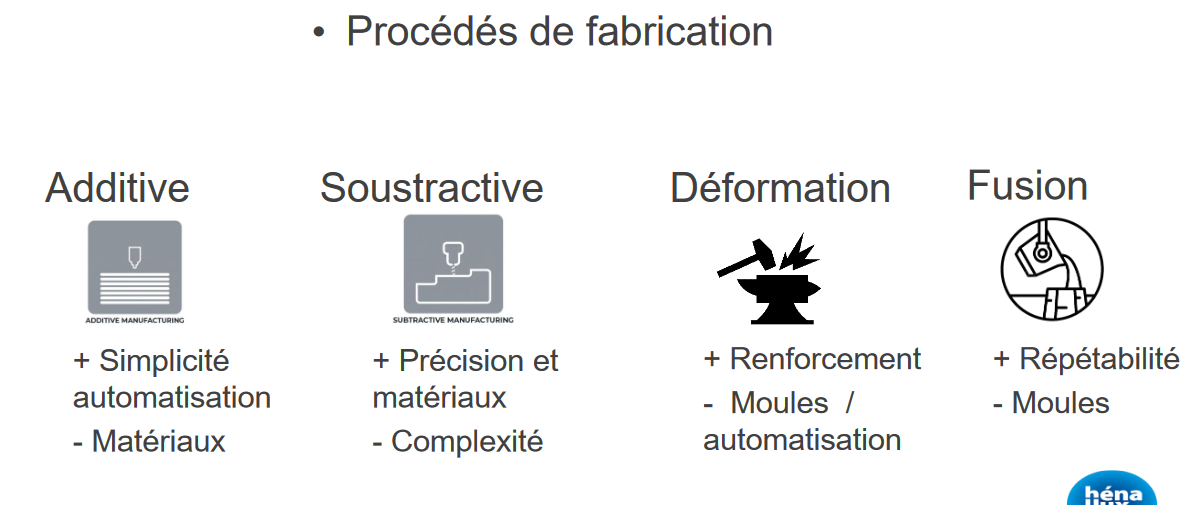 • Procédés de fabrication
Additive
Soustractive
Déformation
Fusion
ADDITIVE MANUFACTURING
SUBTRACTIVE MANUFACTURING
+ Simplicité
automatisation
- Matériaux
+ Précision et
matériaux
- Complexité
+ Renforcement
- Moules /
automatisation
+ Répétabilité
- Moules
héna